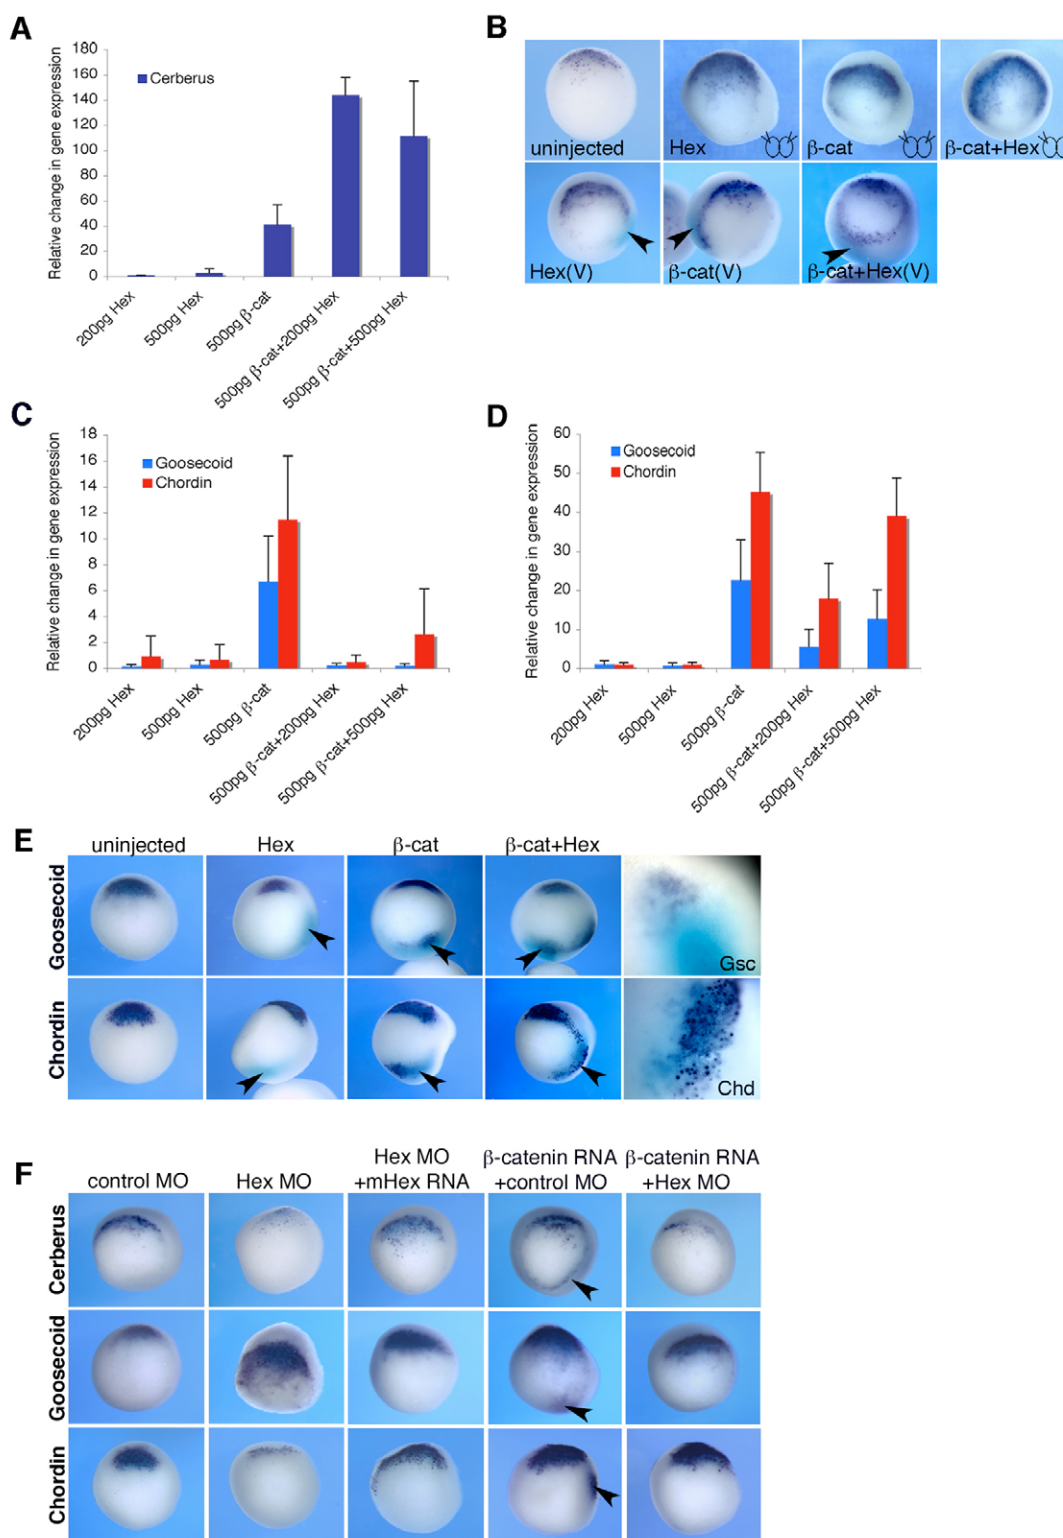 A
Relative change in gene expression
180
160
140
120
100
80
60
40
20
0
Cerberus
200pg Hex
500pg Hex
500pg β-cat
500pg β-cat+200pg Hex
500pg β-cat+500pg Hex
B
uninjected
Hex
β-cat
β-cat+Hex
Hex(V)
β-cat(V)
β-cat+Hex(V)
C
Relative change in gene expression
18
16
14
12
10
8
6
4
2
0
Goosecoid
Chordin
200pg Hex
500pg Hex
500pg β-cat
500pg β-cat+200pg Hex
500pg β-cat+500pg Hex
D
Relative change in gene expression
60
50
40
30
20
10
0
Goosecoid
Chordin
200pg Hex
500pg Hex
500pg β-cat
500pg β-cat+200pg Hex
500pg β-cat+500pg Hex
E
uninjected
Hex
β-cat
β-cat+Hex
Goosecoid
Gsc
Chordin
Chd
F
control MO
Hex MO
Hex MO
+mHex RNA
β-catenin RNA
+control MO
β-catenin RNA
+Hex MO
Cerberus
Goosecoid
Chordin